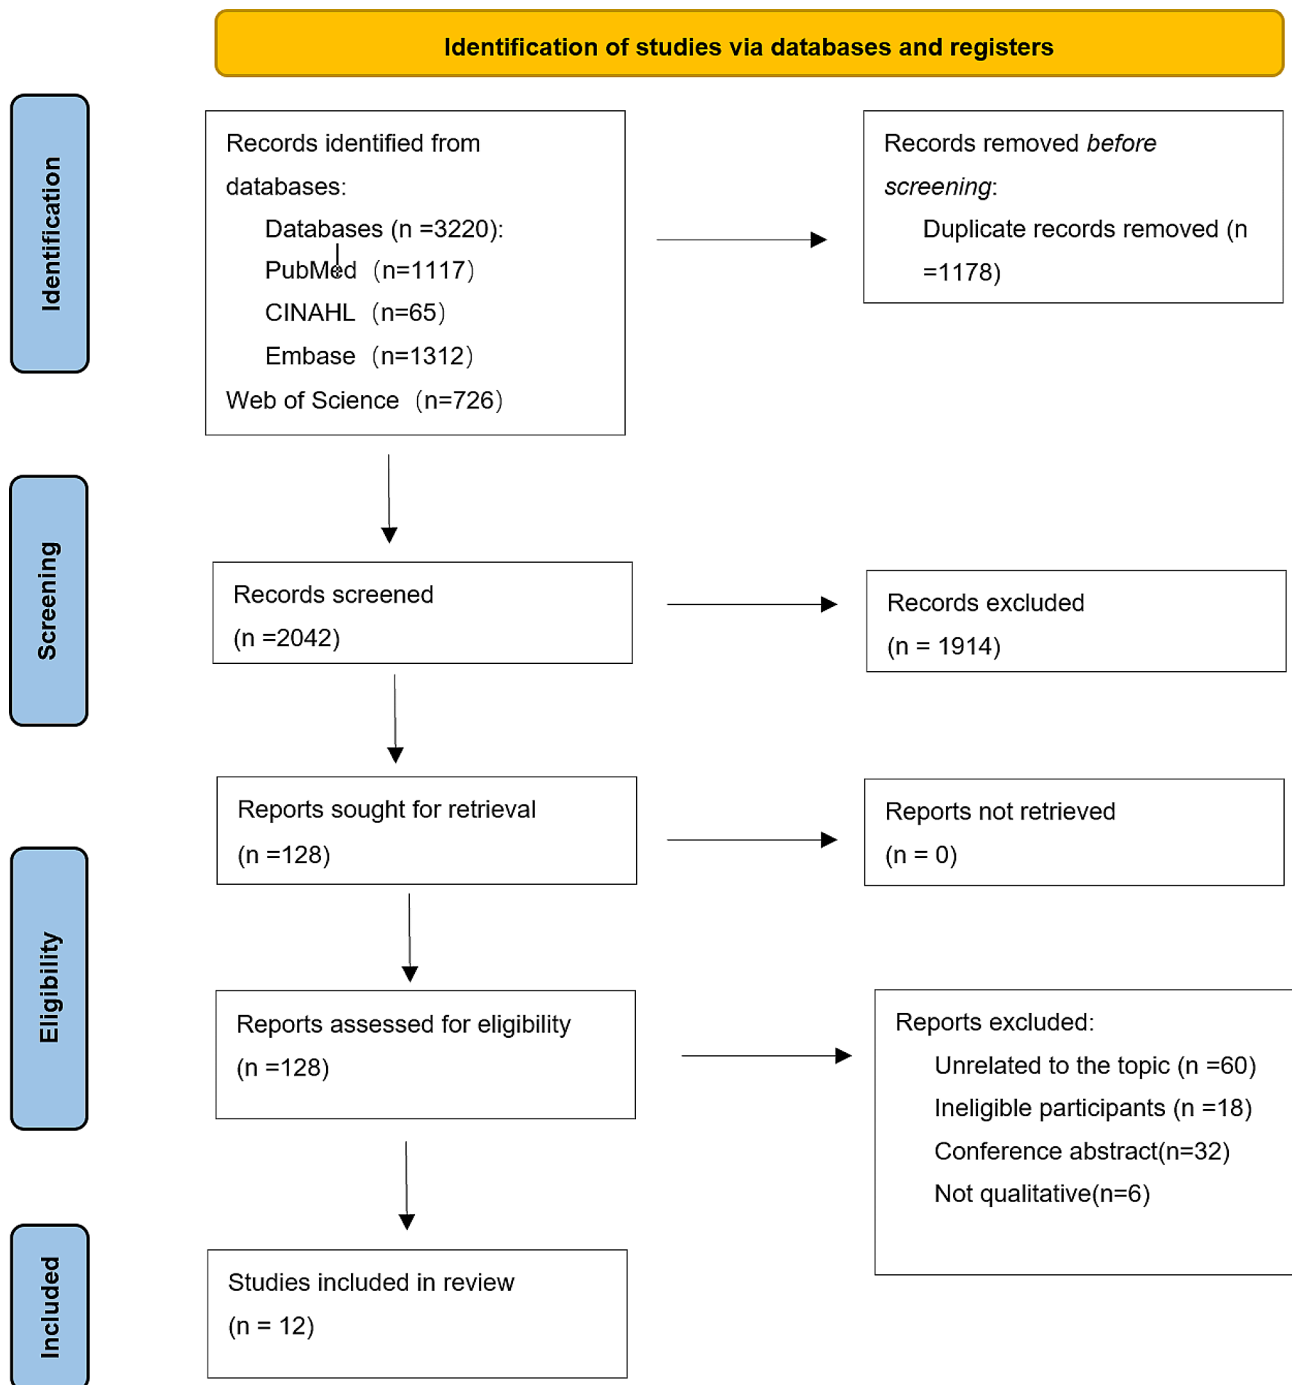 Identification of studies via databases and registers
Identification
Records identified from
databases:
Databases (n =3220):
PubMed（n=1117）
CINAHL（n=65）
Embase（n=1312）
Web of Science（n=726）
Records removed before
screening:
Duplicate records removed (n
=1178)
Screening
Records screened
(n =2042)
Records excluded
(n = 1914)
Reports sought for retrieval
(n =128)
Reports not retrieved
(n = 0)
Eligibility
Reports assessed for eligibility
(n =128)
Reports excluded:
Unrelated to the topic (n =60)
Ineligible participants (n =18)
Conference abstract(n=32)
Not qualitative(n=6)
Included
Studies included in review
(n = 12)